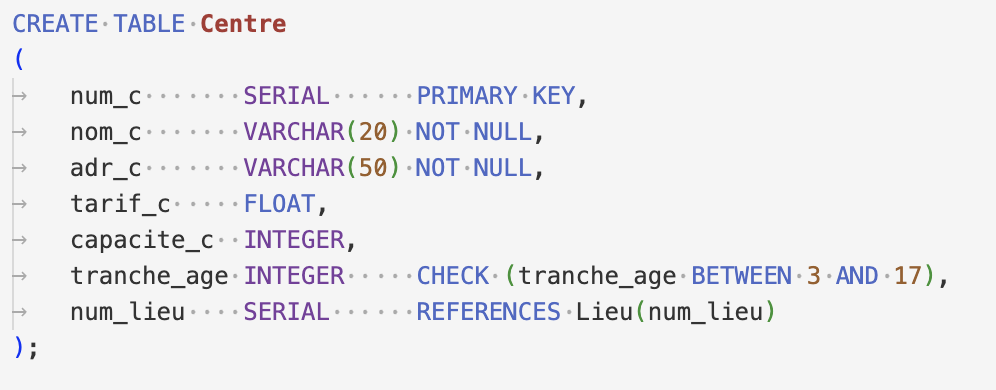 CREATE TABLE Centre
(
num_c SERIAL PRIMARY KEY,
nom_c VARCHAR(20) NOT NULL,
adr_c VARCHAR(50) NOT NULL,
tarif_c FLOAT,
capacite_c INTEGER,
tranche_age INTEGER CHECK (tranche_age BETWEEN 3 AND 17),
num_lieu SERIAL REFERENCES Lieu(num_lieu)
);